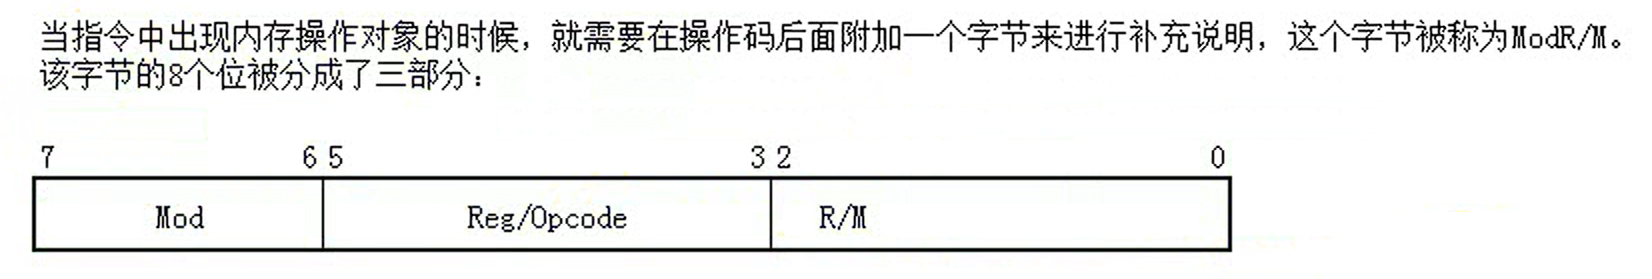 当指令中出现内存操作对象的时候，就需要在操作码后面附加一个字节来进行补充说明，这个字节被称为ModR/M。
该字节的8个位被分成了三部分：
7 6 5 3 2 0
Mod Reg/Opcode R/M